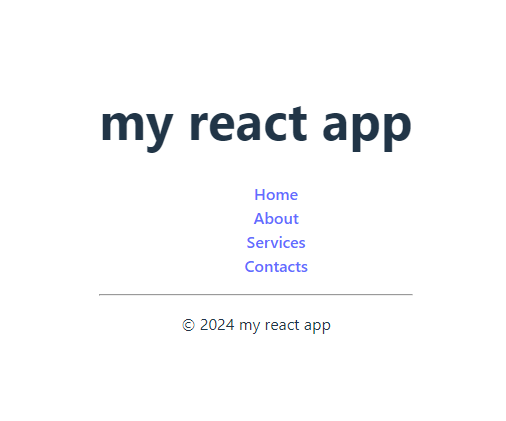 my react app
Home
About
Services
Contacts
© 2024 my react app